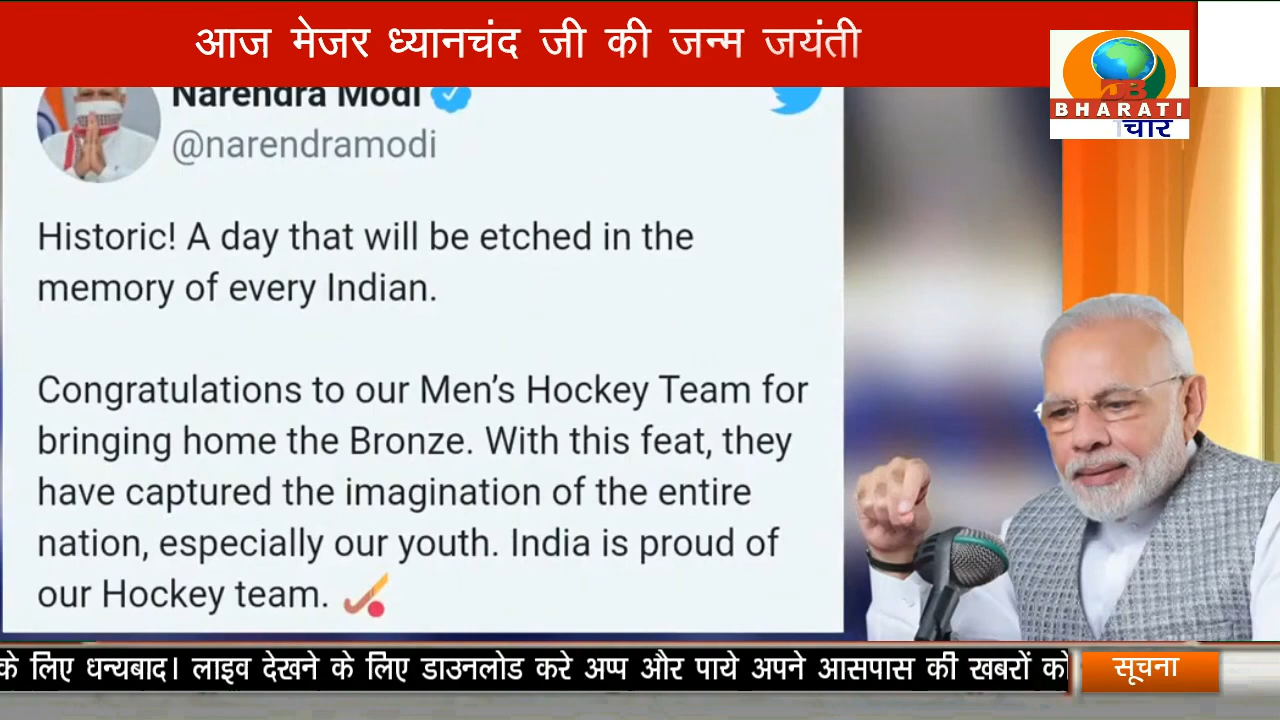 आज मेजर ध्यानचंद जी की जन्म जयंती
DB
BHARATI
चार
Narendra Modi
@narendramodi
Historic! A day that will be etched in the
memory of every Indian.
Congratulations to our Men’s Hockey Team for
bringing home the Bronze. With this feat, they
have captured the imagination of the entire
nation, especially our youth. India is proud of
our Hockey team.
के लिए धन्यबाद। लाइव देखने के लिए डाउनलोड करे अप्प और पाये अपने आसपास की खबरों को
सूचना